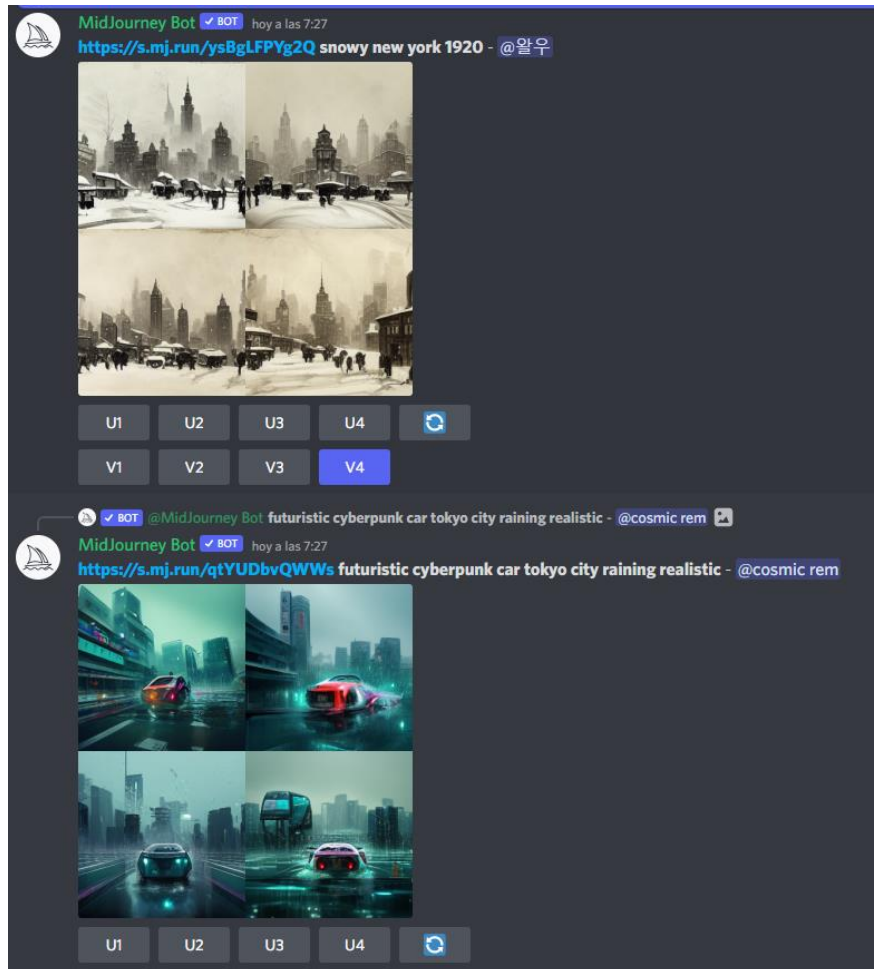 MidJourney Bot ✓ BOT hoy a las 7:27
https://s.mj.run/ysBgLFPYg2Q snowy new york 1920 - @왈우
U1 U2 U3 U4
V1 V2 V3 V4
✓ BOT @MidJourney Bot futuristic cyberpunk car tokyo city raining realistic - @cosmic rem
MidJourney Bot ✓ BOT hoy a las 7:27
https://s.mj.run/qtYUDbvQWWs futuristic cyberpunk car tokyo city raining realistic - @cosmic rem
U1 U2 U3 U4